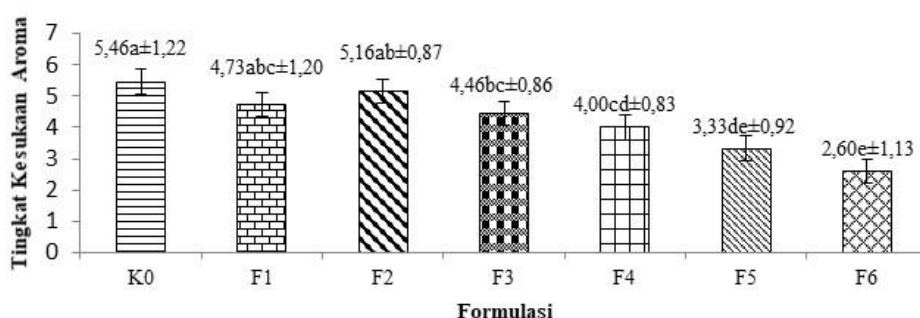 Tingkat Kesukaan Aroma
7
6
5
4
3
2
1
0
5,46a±1,22
4,73abc±1,20
5,16ab±0,87
4,46bc±0,86
4,00cd±0,83
3,33de±0,92
2,60e±1,13
K0 F1 F2 F3 F4 F5 F6
Formulasi